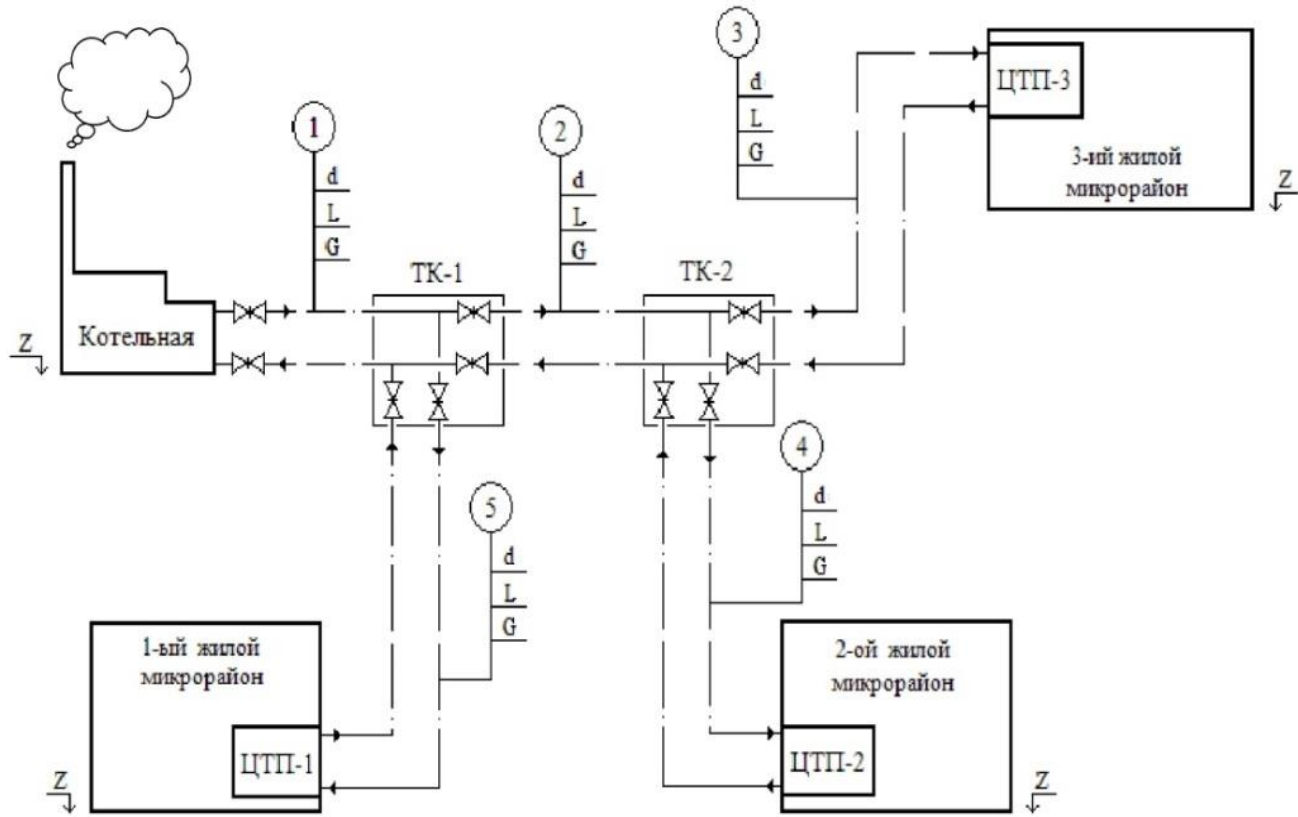 3
d
L
G
ЦТП-3
3-ий жилой
микрорайон
Z
1
d
L
G
2
d
L
G
ТК-1
ТК-2
Котельная
Z
4
d
L
G
5
d
L
G
1-ый жилой
микрорайон
ЦТП-1
Z
2-ой жилой
микрорайон
ЦТП-2
Z